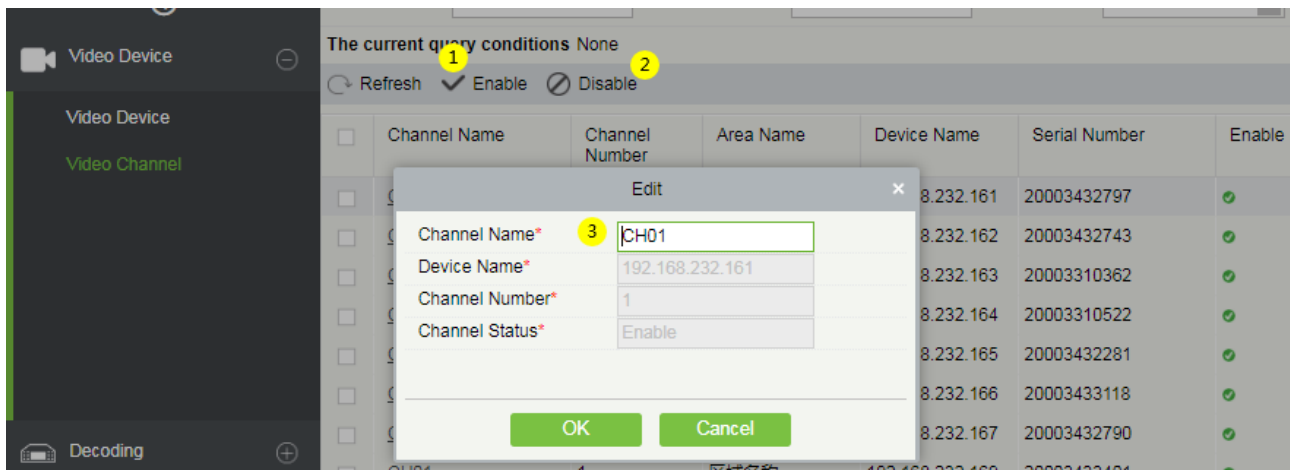 The current query conditions None
1
2
Refresh Enable Disable
Video Device
Video Device
Video Channel
Decoding
Channel Name Channel Number Area Name Device Name Serial Number Enable
8.232.161 20003432797
8.232.162 20003432743
8.232.163 20003310362
8.232.164 20003310522
8.232.165 20003432281
8.232.166 20003433118
8.232.167 20003432790
Edit ×
Channel Name* 3 CH01
Device Name* 192.168.232.161
Channel Number* 1
Channel Status* Enable
OK Cancel